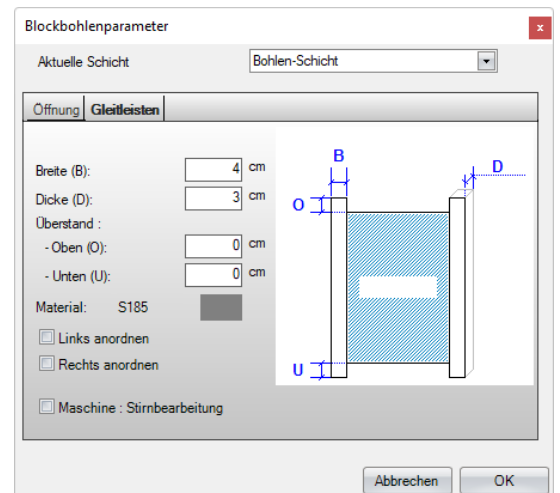 Blockbohlenparameter
x
Aktuelle Schicht
Bohlen-Schicht
Öffnung
Gleitleisten
Breite (B): 4 cm
Dicke (D): 3 cm
Überstand :
- Oben (O): 0 cm
- Unten (U): 0 cm
Material: S185
Links anordnen
Rechts anordnen
Maschine : Stirnbearbeitung
B
D
O
U
Abbrechen
OK